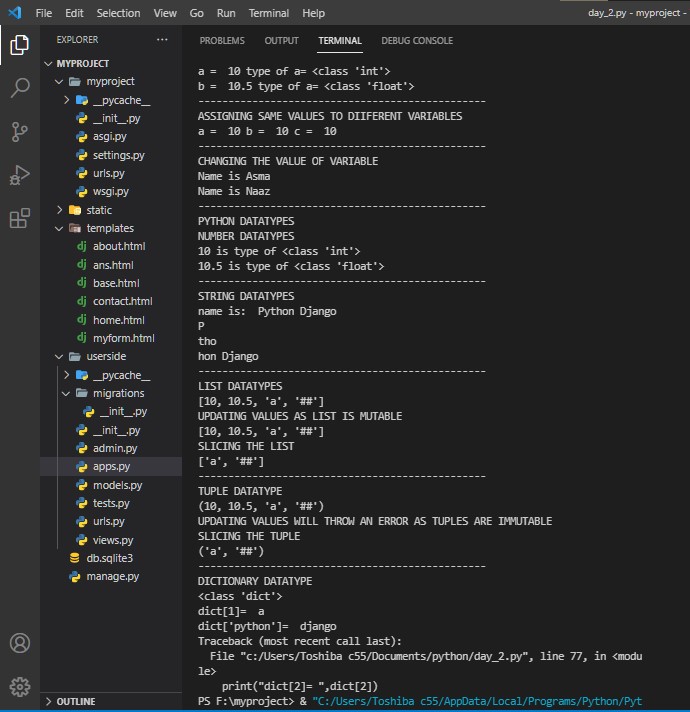 File Edit Selection View Go Run Terminal Help day_2.py - myproject -
EXPLORER ···
MYPROJECT
myproject
__pycache__
__init__.py
asgi.py
settings.py
urls.py
wsgi.py
static
templates
about.html
ans.html
base.html
contact.html
home.html
myform.html
userside
__pycache__
migrations
__init__.py
__init__.py
admin.py
apps.py
models.py
tests.py
urls.py
views.py
db.sqlite3
manage.py
OUTLINE
PROBLEMS OUTPUT TERMINAL DEBUG CONSOLE
a =  10 type of a= <class 'int'>
b =  10.5 type of a= <class 'float'>
------------------------------------------------
ASSIGNING SAME VALUES TO DIIFERENT VARIABLES
a =  10 b =  10 c =  10
------------------------------------------------
CHANGING THE VALUE OF VARIABLE
Name is Asma
Name is Naaz
------------------------------------------------
PYTHON DATATYPES
NUMBER DATATYPES
10 is type of <class 'int'>
10.5 is type of <class 'float'>
------------------------------------------------
STRING DATATYPES
name is:  Python Django
P
tho
hon Django
------------------------------------------------
LIST DATATYPES
[10, 10.5, 'a', '##']
UPDATING VALUES AS LIST IS MUTABLE
[10, 10.5, 'a', '##']
SLICING THE LIST
['a', '##']
------------------------------------------------
TUPLE DATATYPE
(10, 10.5, 'a', '##')
UPDATING VALUES WILL THROW AN ERROR AS TUPLES ARE IMMUTABLE
SLICING THE TUPLE
('a', '##')
------------------------------------------------
DICTIONARY DATATYPE
<class 'dict'>
dict[1]=  a
dict['python']=  django
Traceback (most recent call last):
  File "c:/Users/Toshiba c55/Documents/python/day_2.py", line 77, in <modu
le>
    print("dict[2]= ",dict[2])
PS F:\myproject> & "C:/Users/Toshiba c55/AppData/Local/Programs/Python/Pyt